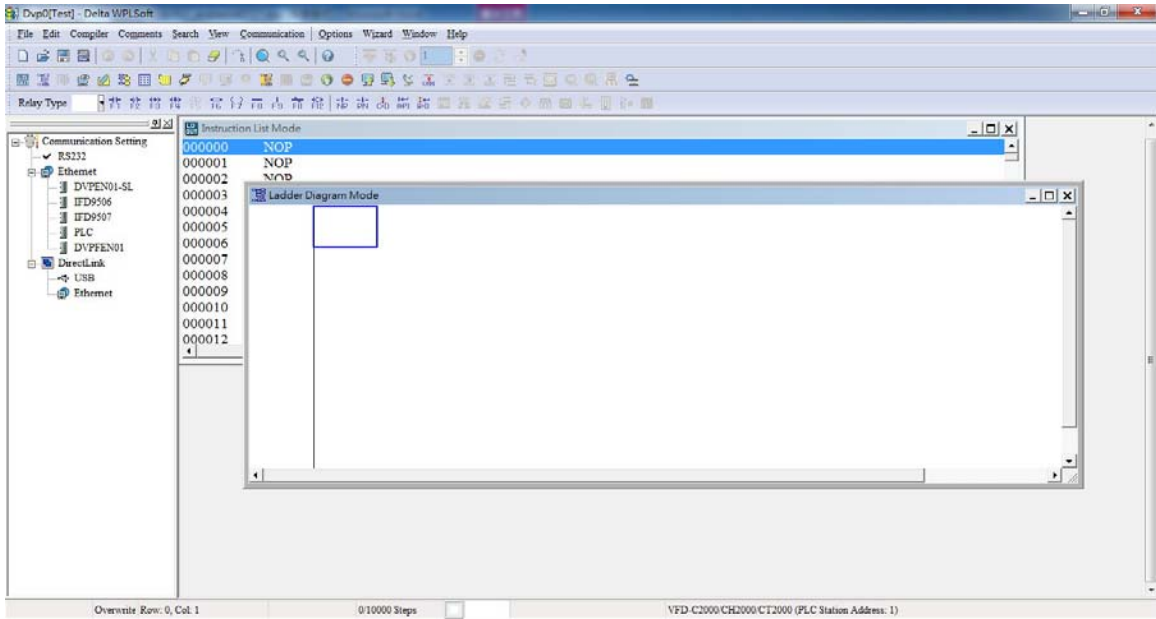 Dvp0[Test] - Delta WPLSoft
File Edit Compiler Comments Search View Communication Options Wizard Window Help
1
Relay Type
Communication Setting
RS232
Ethernet
DVPEN01-SL
IFD9506
IFD9507
PLC
DVPFEN01
DirectLink
USB
Ethernet
Instruction List Mode
000000 NOP
000001 NOP
000002 NOP
000003
000004
000005
000006
000007
000008
000009
000010
000011
000012
Ladder Diagram Mode
Overwrite Row: 0, Col: 1 0/10000 Steps VFD-C2000/CH2000/CT2000 (PLC Station Address: 1)